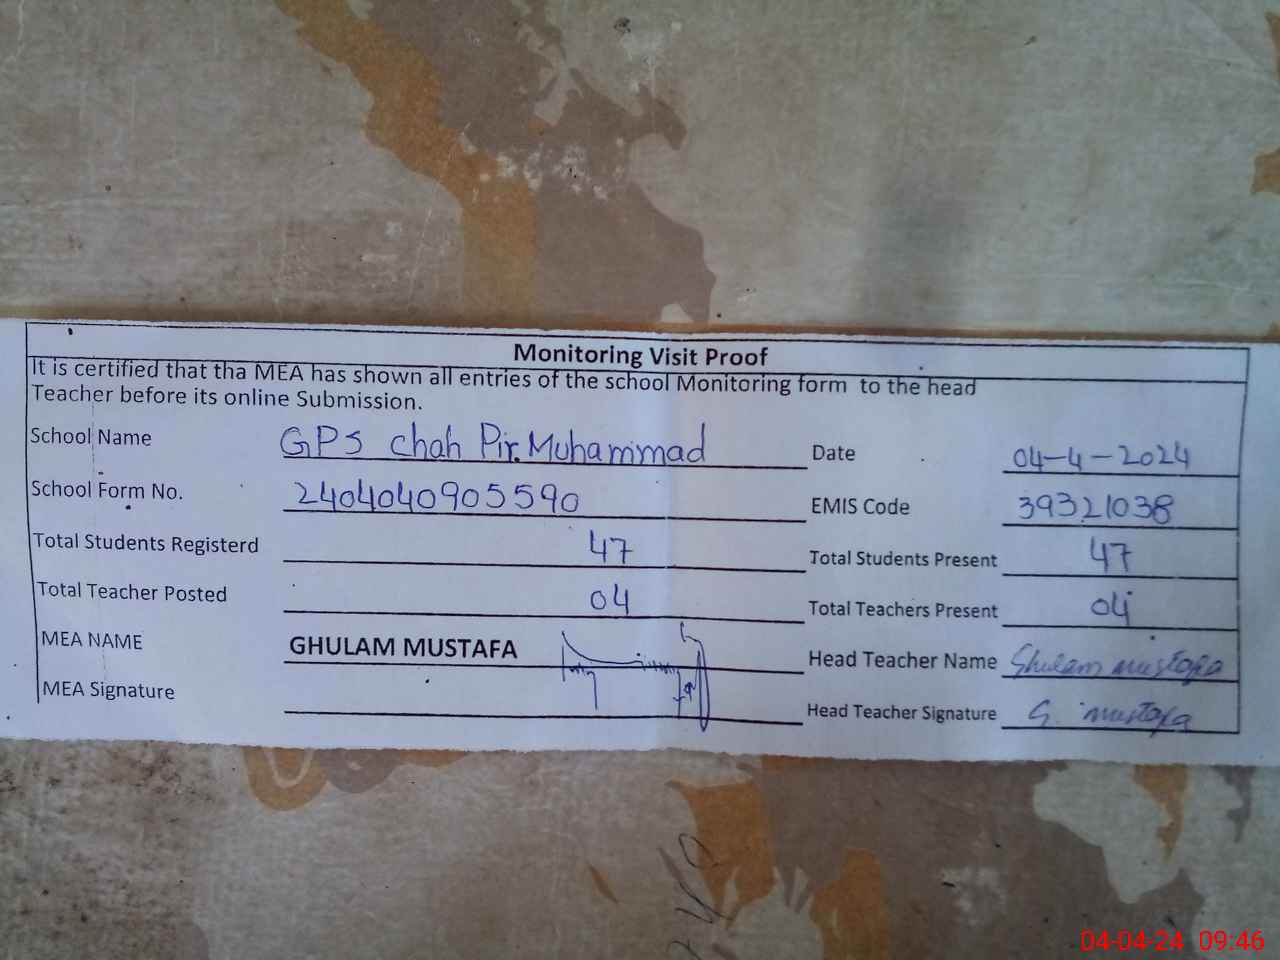 Monitoring Visit Proof
It is certified that tha MEA has shown all entries of the school Monitoring form to the head
Teacher before its online Submission.
School Name GPS chah Pir. Muhammad Date 04-4-2024
School Form No. 2404040905590 EMIS Code 39321038
Total Students Registerd 47 Total Students Present 47
Total Teacher Posted 04 Total Teachers Present 04
MEA NAME GHULAM MUSTAFA Head Teacher Name Ghulam mustafa
MEA Signature Head Teacher Signature G. mustafa
04-04-24 09:46